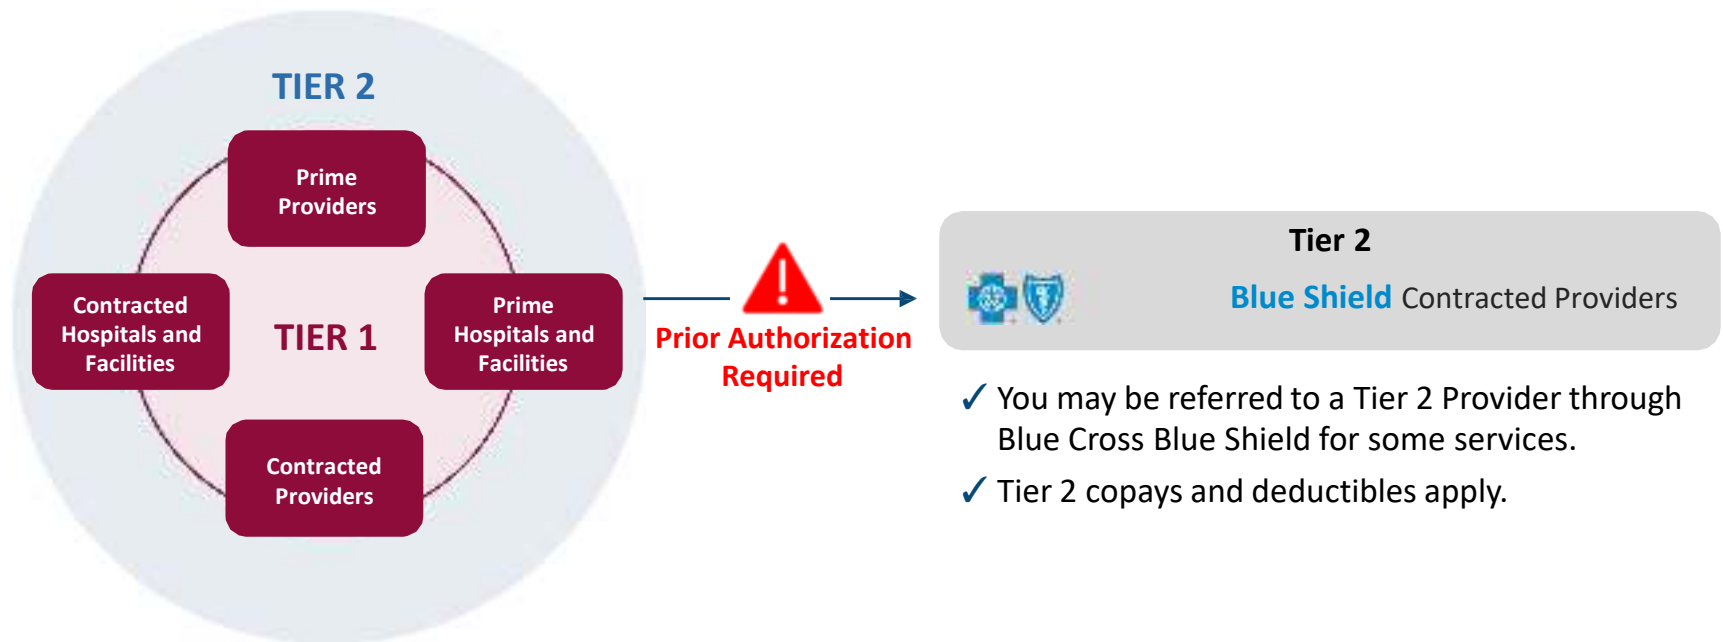 TIER 2
Prime
Providers
Contracted
Hospitals and
Facilities
TIER 1
Prime
Hospitals and
Facilities
Contracted
Providers
Prior Authorization
Required
Tier 2
Blue Shield Contracted Providers
✓ You may be referred to a Tier 2 Provider through
Blue Cross Blue Shield for some services.
✓ Tier 2 copays and deductibles apply.